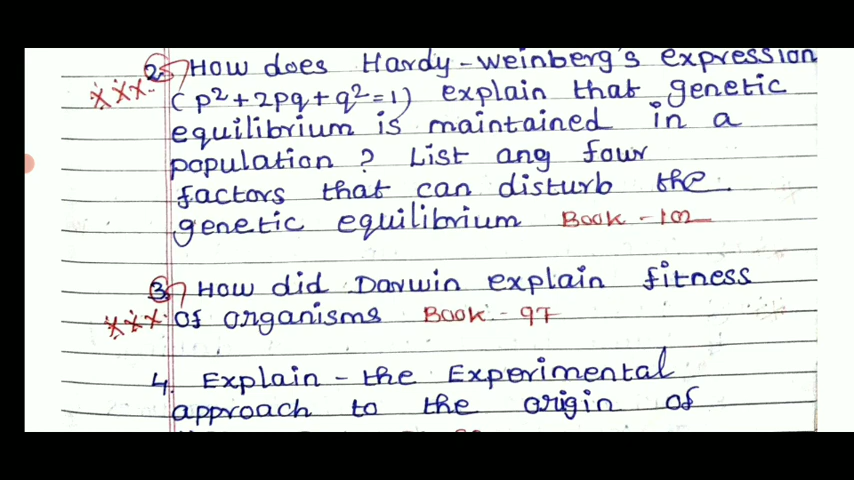 xxx 2. How does Hardy-weinberg's expression
(p²+2pq+q²=1) explain that genetic
equilibrium is maintained in a
population ? List ang four
factors that can disturb the
genetic equilibrium Book - 102
3. How did Darwin explain fitness
xxx of organisms Book - 97
4. Explain - the Experimental
approach to the origin of